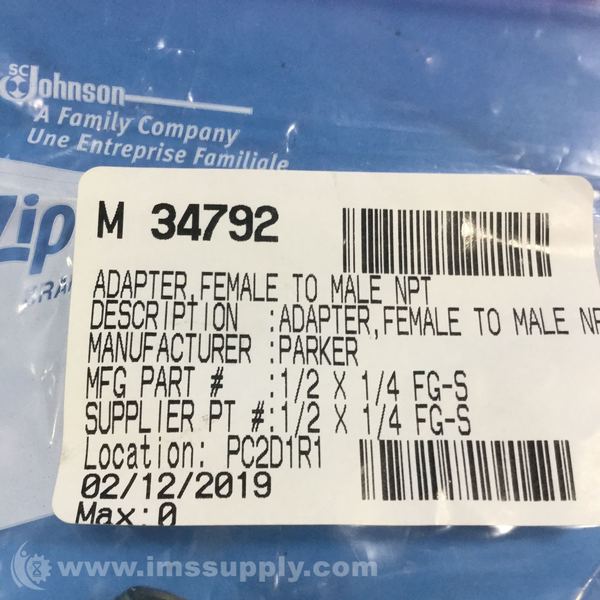 SC Johnson
A Family Company
Une Entreprise Familiale
Zip
M 34792
ADAPTER,FEMALE TO MALE NPT
DESCRIPTION :ADAPTER,FEMALE TO MALE
MANUFACTURER :PARKER
MFG PART # :1/2 X 1/4 FG-S
SUPPLIER PT #:1/2 X 1/4 FG-S
Location: PC2D1R1
02/12/2019
Max:0
www.imssupply.com